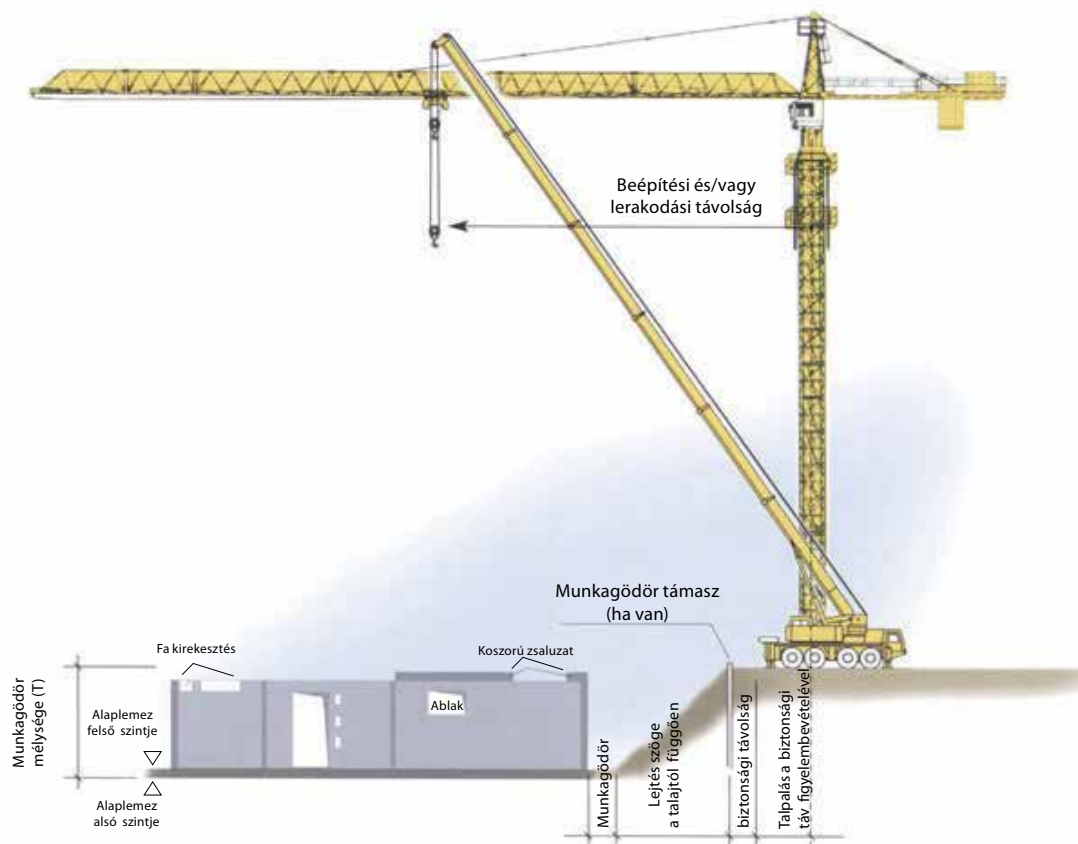 Beépítési és/vagy
lerakodási távolság
Munkagödör támasz
(ha van)
Fa kirekesztés
Koszorú zsaluzat
Ablak
Munkagödör
mélysége (T)
Alaplemez
felső szintje
Alaplemez
alsó szintje
Munkagödör
Lejtés szöge
a talajtól függően
biztonsági távolság
Talpalás a biztonsági
táv figyelembevételével